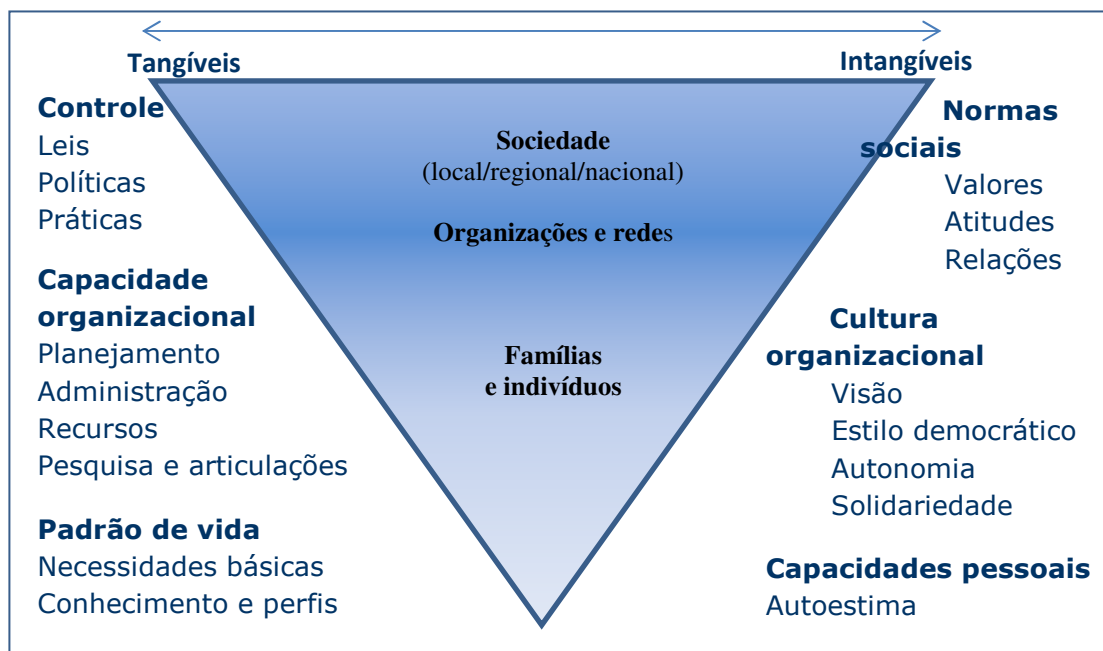 Tangíveis
Intangíveis
Controle
Leis
Políticas
Práticas
Capacidade
organizacional
Planejamento
Administração
Recursos
Pesquisa e articulações
Padrão de vida
Necessidades básicas
Conhecimento e perfis
Sociedade
(local/regional/nacional)
Organizações e redes
Famílias
e indivíduos
Normas
sociais
Valores
Atitudes
Relações
Cultura
organizacional
Visão
Estilo democrático
Autonomia
Solidariedade
Capacidades pessoais
Autoestima